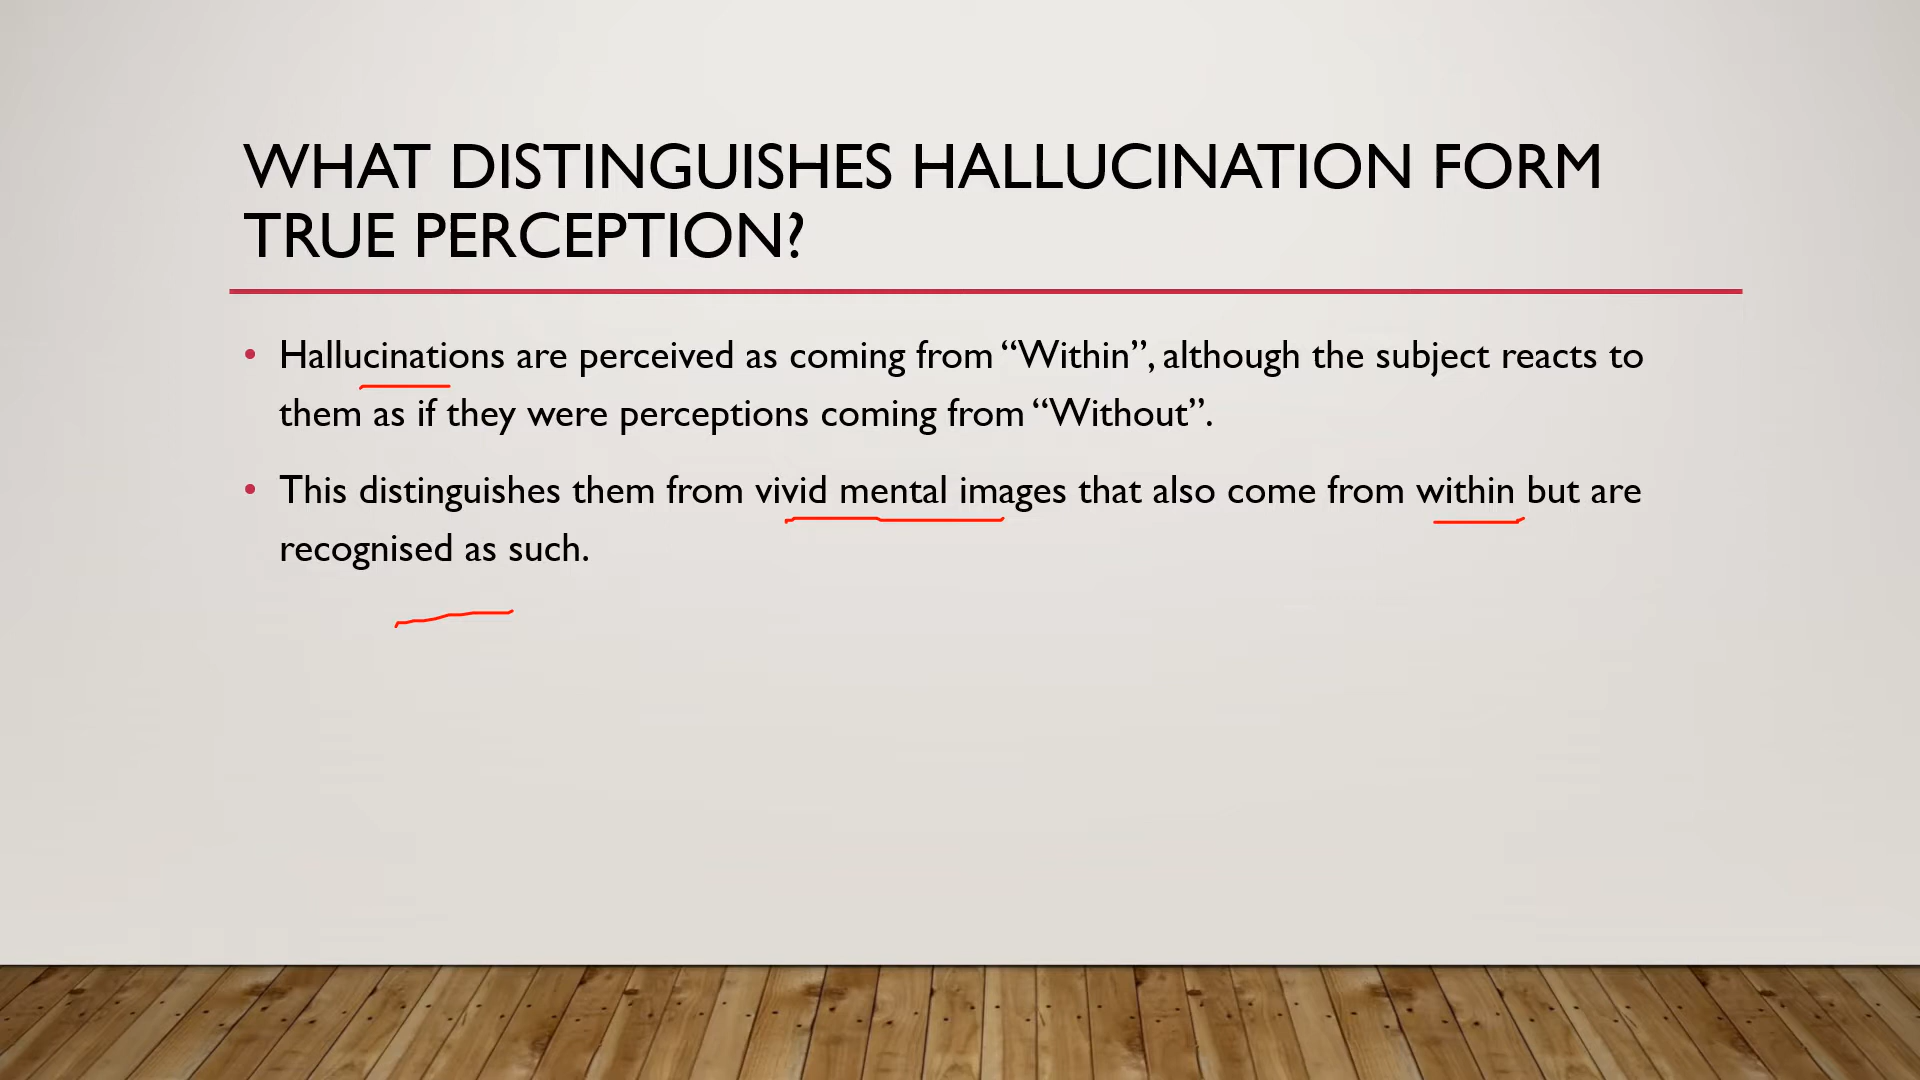 WHAT DISTINGUISHES HALLUCINATION FORM
TRUE PERCEPTION?
• Hallucinations are perceived as coming from “Within”, although the subject reacts to
them as if they were perceptions coming from “Without”.
• This distinguishes them from vivid mental images that also come from within but are
recognised as such.